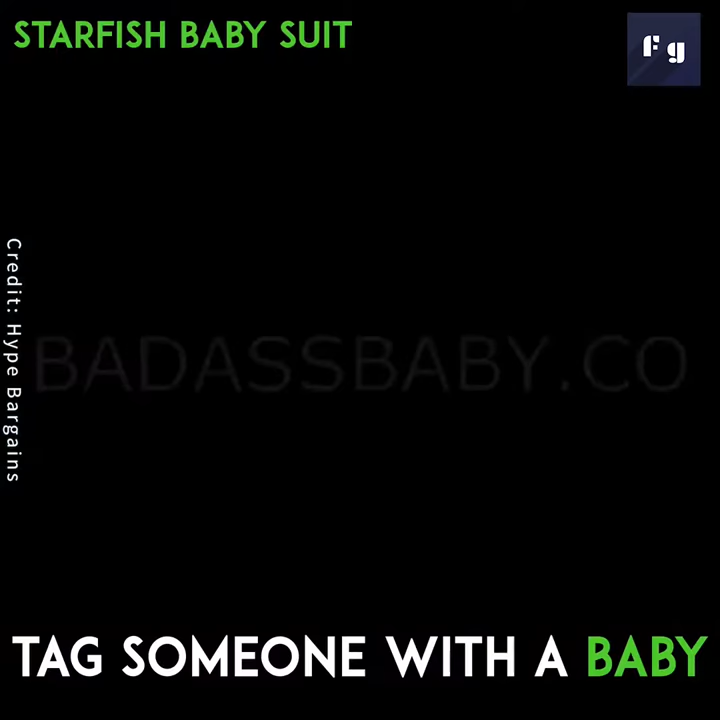 STARFISH BABY SUIT
Fg
Credit: Hype Bargains
BADASSBABY.CO
TAG SOMEONE WITH A BABY